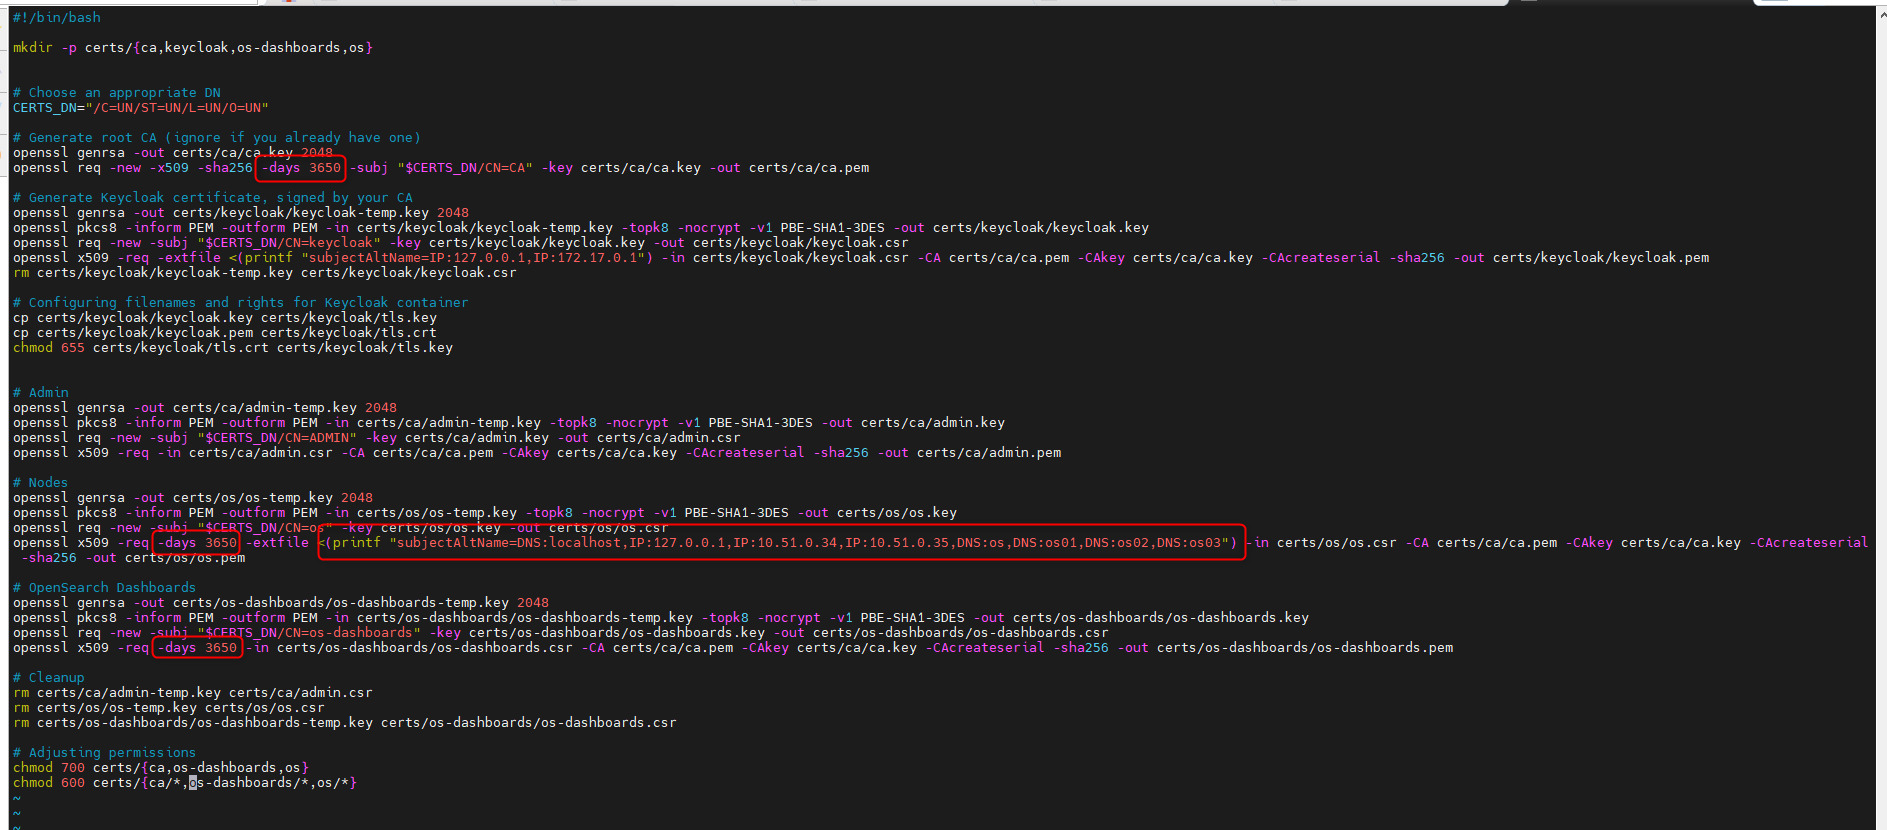 #!/bin/bash
mkdir -p certs/{ca,keycloak,os-dashboards,os}
# Choose an appropriate DN
CERTS_DN="/C=UN/ST=UN/L=UN/O=UN"
# Generate root CA (ignore if you already have one)
openssl genrsa -out certs/ca/ca.key 2048
openssl req -new -x509 -sha256 -days 3650 -subj "$CERTS_DN/CN=CA" -key certs/ca/ca.key -out certs/ca/ca.pem
# Generate Keycloak certificate, signed by your CA
openssl genrsa -out certs/keycloak/keycloak-temp.key 2048
openssl pkcs8 -inform PEM -outform PEM -in certs/keycloak/keycloak-temp.key -topk8 -nocrypt -v1 PBE-SHA1-3DES -out certs/keycloak/keycloak.key
openssl req -new -subj "$CERTS_DN/CN=keycloak" -key certs/keycloak/keycloak.key -out certs/keycloak/keycloak.csr
openssl x509 -req -extfile <(printf "subjectAltName=IP:127.0.0.1,IP:172.17.0.1") -in certs/keycloak/keycloak.csr -CA certs/ca/ca.pem -CAkey certs/ca/ca.key -CAcreateserial -sha256 -out certs/keycloak/keycloak.pem
rm certs/keycloak/keycloak-temp.key certs/keycloak/keycloak.csr
# Configuring filenames and rights for Keycloak container
cp certs/keycloak/keycloak.key certs/keycloak/tls.key
cp certs/keycloak/keycloak.pem certs/keycloak/tls.crt
chmod 655 certs/keycloak/tls.crt certs/keycloak/tls.key
# Admin
openssl genrsa -out certs/ca/admin-temp.key 2048
openssl pkcs8 -inform PEM -outform PEM -in certs/ca/admin-temp.key -topk8 -nocrypt -v1 PBE-SHA1-3DES -out certs/ca/admin.key
openssl req -new -subj "$CERTS_DN/CN=ADMIN" -key certs/ca/admin.key -out certs/ca/admin.csr
openssl x509 -req -in certs/ca/admin.csr -CA certs/ca/ca.pem -CAkey certs/ca/ca.key -CAcreateserial -sha256 -out certs/ca/admin.pem
# Nodes
openssl genrsa -out certs/os/os-temp.key 2048
openssl pkcs8 -inform PEM -outform PEM -in certs/os/os-temp.key -topk8 -nocrypt -v1 PBE-SHA1-3DES -out certs/os/os.key
openssl req -new -subj "$CERTS_DN/CN=os" -key certs/os/os.key -out certs/os/os.csr
openssl x509 -req -days 3650 -extfile <(printf "subjectAltName=DNS:localhost,IP:127.0.0.1,IP:10.51.0.34,IP:10.51.0.35,DNS:os,DNS:os01,DNS:os02,DNS:os03") -in certs/os/os.csr -CA certs/ca/ca.pem -CAkey certs/ca/ca.key -CAcreateserial
-sha256 -out certs/os/os.pem
# OpenSearch Dashboards
openssl genrsa -out certs/os-dashboards/os-dashboards-temp.key 2048
openssl pkcs8 -inform PEM -outform PEM -in certs/os-dashboards/os-dashboards-temp.key -topk8 -nocrypt -v1 PBE-SHA1-3DES -out certs/os-dashboards/os-dashboards.key
openssl req -new -subj "$CERTS_DN/CN=os-dashboards" -key certs/os-dashboards/os-dashboards.key -out certs/os-dashboards/os-dashboards.csr
openssl x509 -req -days 3650 -in certs/os-dashboards/os-dashboards.csr -CA certs/ca/ca.pem -CAkey certs/ca/ca.key -CAcreateserial -sha256 -out certs/os-dashboards/os-dashboards.pem
# Cleanup
rm certs/ca/admin-temp.key certs/ca/admin.csr
rm certs/os/os-temp.key certs/os/os.csr
rm certs/os-dashboards/os-dashboards-temp.key certs/os-dashboards/os-dashboards.csr
# Adjusting permissions
chmod 700 certs/{ca,os-dashboards,os}
chmod 600 certs/{ca/*,os-dashboards/*,os/*}
~
~
~